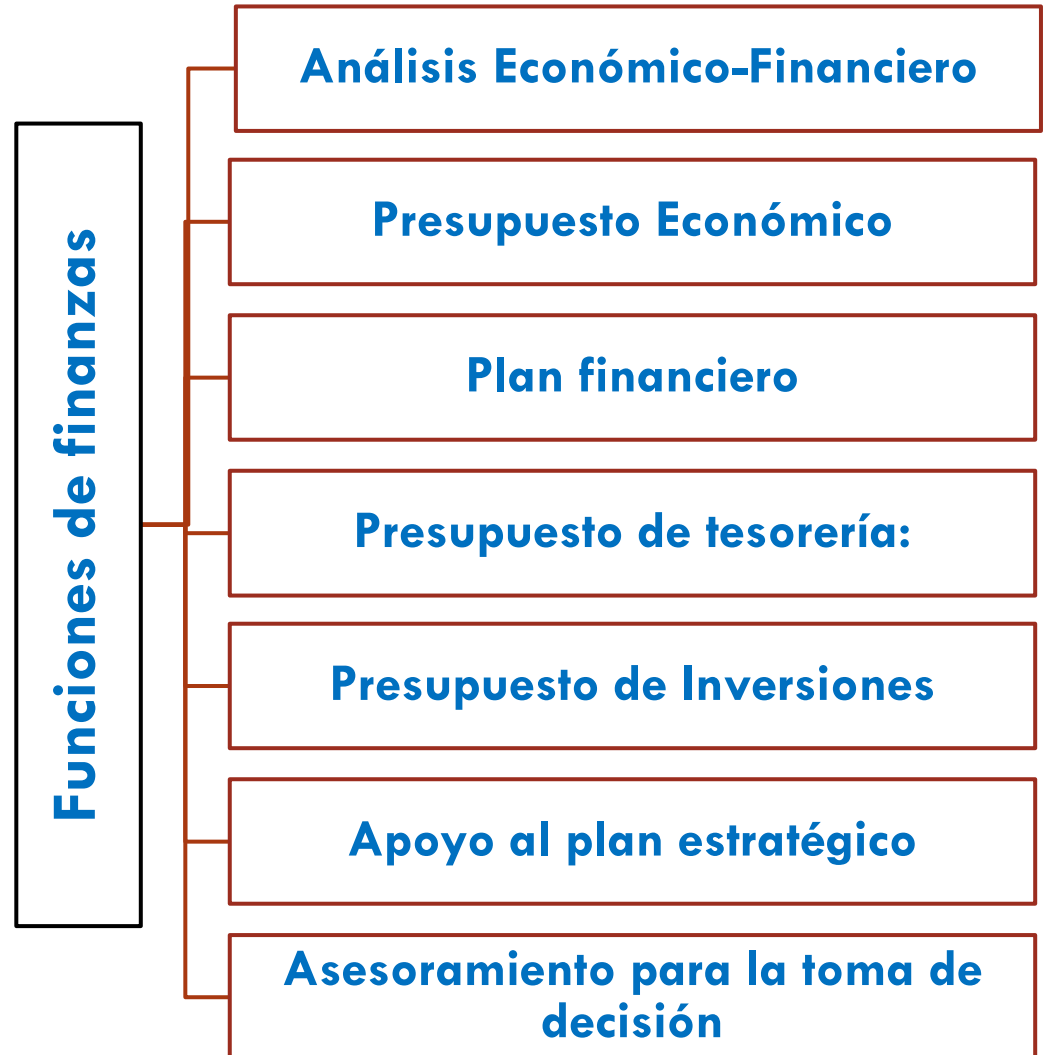 Funciones de finanzas
Análisis Económico-Financiero
Presupuesto Económico
Plan financiero
Presupuesto de tesorería:
Presupuesto de Inversiones
Apoyo al plan estratégico
Asesoramiento para la toma de
decisión